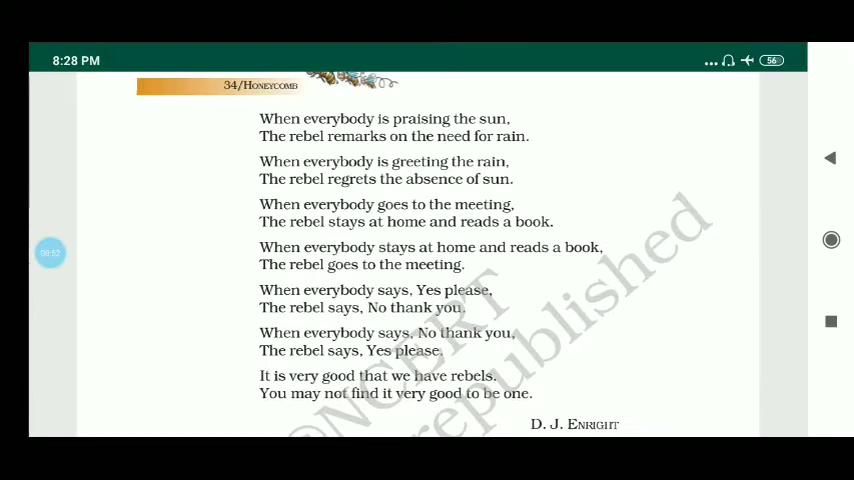 8:28 PM
56
34/HONEYCOMB
When everybody is praising the sun,
The rebel remarks on the need for rain.
When everybody is greeting the rain,
The rebel regrets the absence of sun.
When everybody goes to the meeting,
The rebel stays at home and reads a book.
00:52
When everybody stays at home and reads a book,
The rebel goes to the meeting.
When everybody says, Yes please,
The rebel says, No thank you.
When everybody says, No thank you,
The rebel says, Yes please.
It is very good that we have rebels.
You may not find it very good to be one.
D. J. ENRIGHT
©NCERT
republished